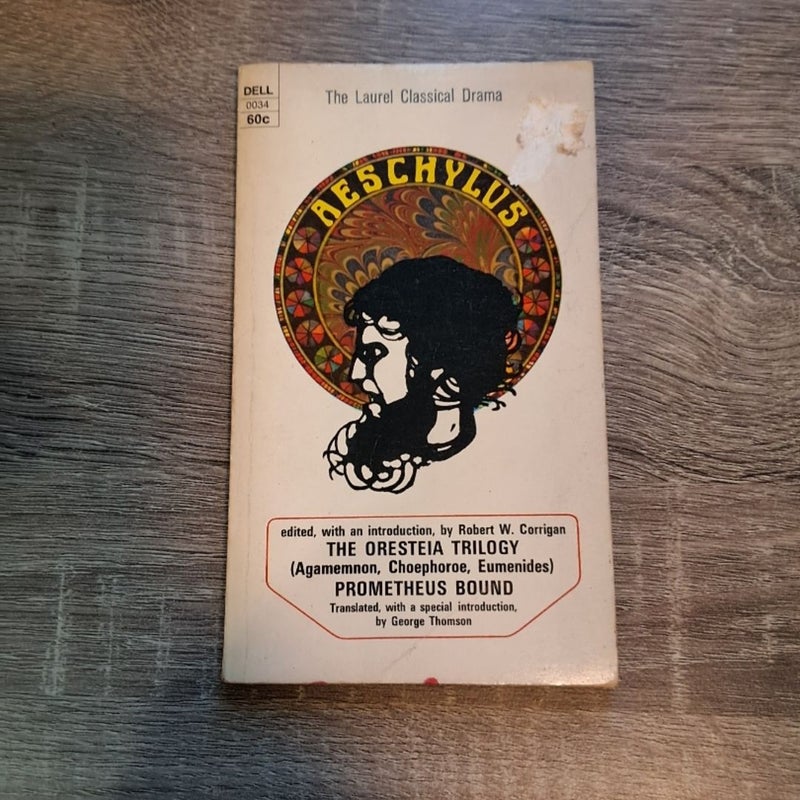 DELL
0034
60c
The Laurel Classical Drama
AESCHYLUS
edited, with an introduction, by Robert W. Corrigan
THE ORESTEIA TRILOGY
(Agamemnon, Choephoroe, Eumenides)
PROMETHEUS BOUND
Translated, with a special introduction,
by George Thomson